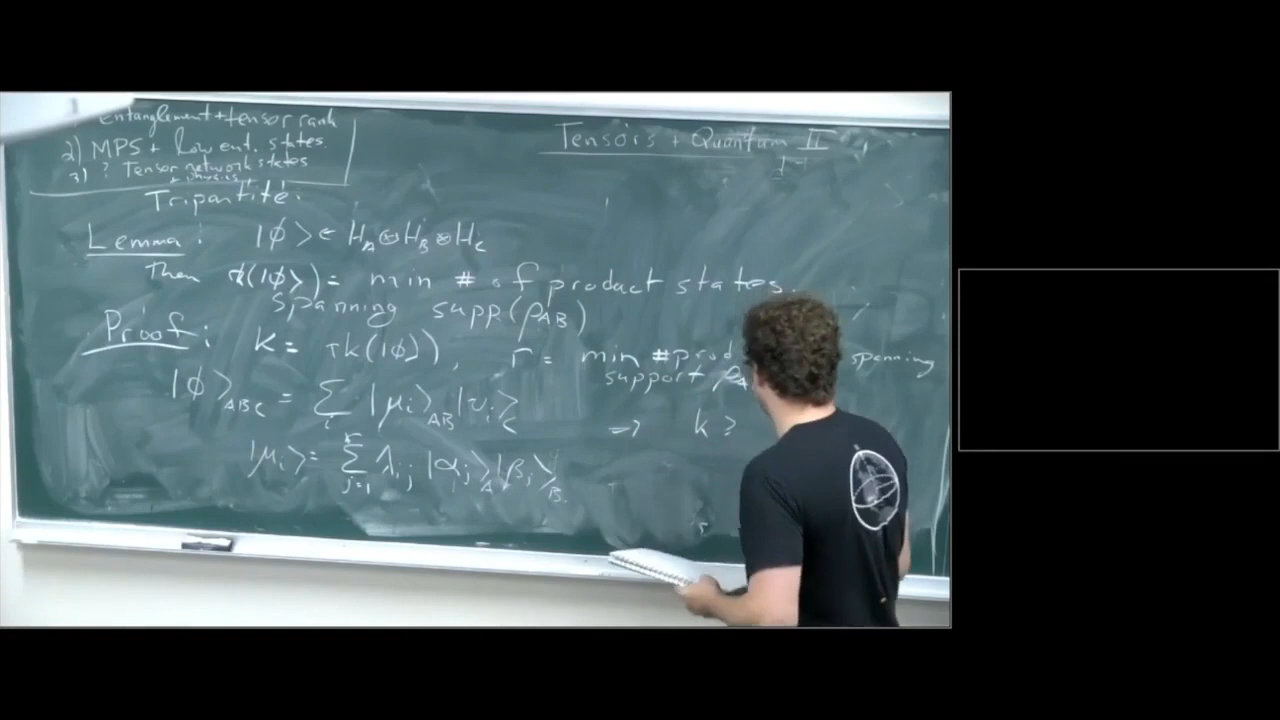 entanglement + tensor rank
2) MPS + low ent. states.
3) ? Tensor network states
+ physics
Tensors + Quantum II
Tripartite:
Lemma: |ϕ> ∈ H_A ⊗ H_B ⊗ H_C
then rk(|ϕ>) = min # of product states
spanning supp(ρ_AB)
Proof: k = rk(|ϕ>), r = min #prod spanning
support ρ_A
|ϕ>_ABC = Σ_i |μ_i>_AB |v_i>_C => k ?
|μ_i> = Σ_{j=1}^r λ_ij |α_j>_A |β_j>_B.